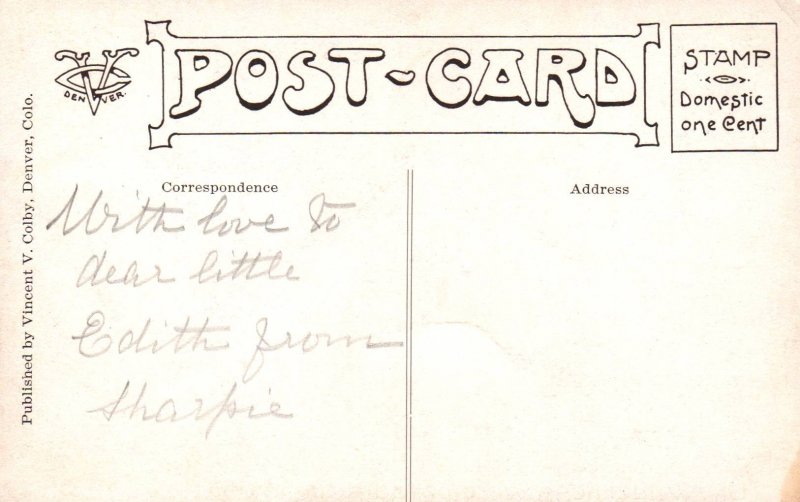 DENVER.
POST-CARD
STAMP
Domestic
one Cent
Published by Vincent V. Colby, Denver, Colo.
Correspondence
Address
With love to
dear little
Edith from
Sharpie